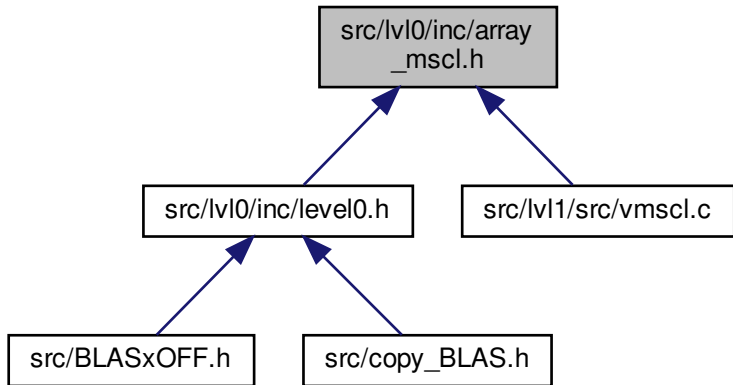 src/lvl0/inc/array
_mscl.h
src/lvl0/inc/level0.h
src/lvl1/src/vmscl.c
src/BLASxOFF.h
src/copy_BLAS.h